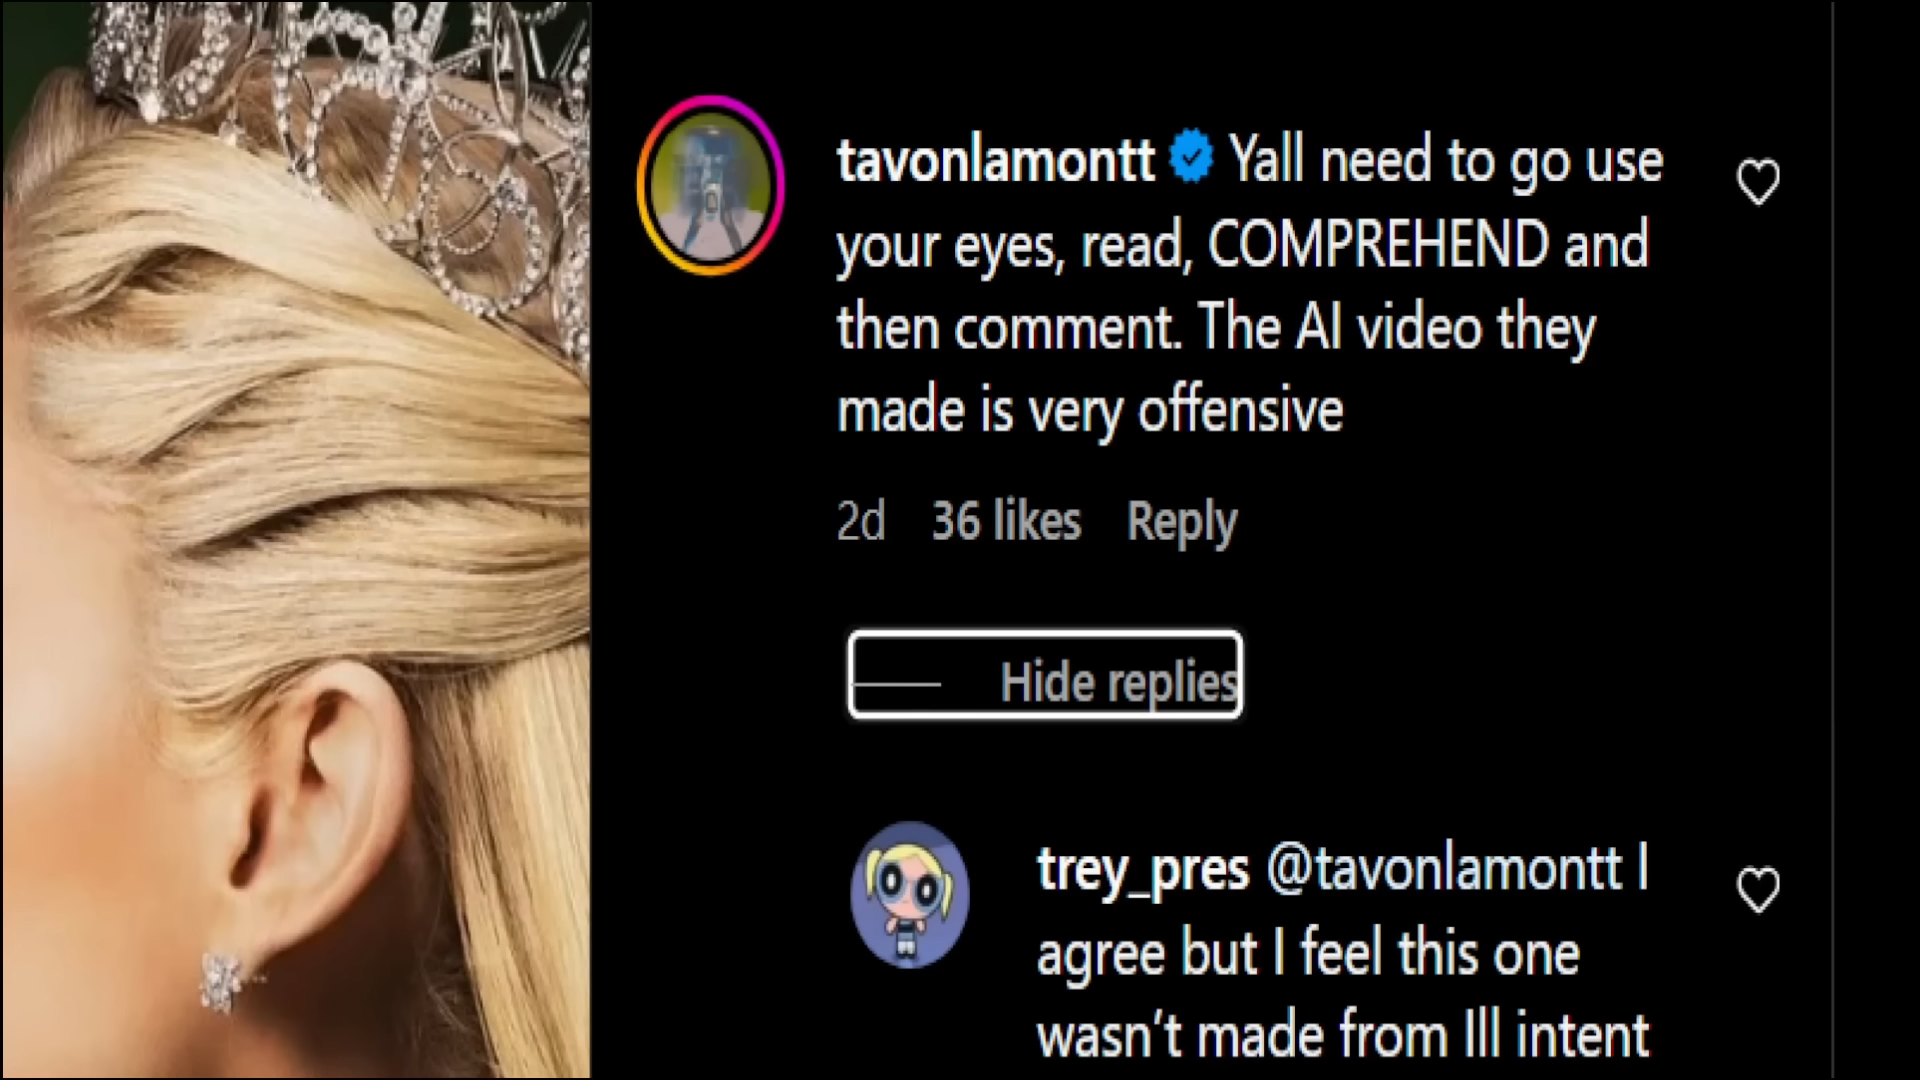 tavonlamontt Yall need to go use
your eyes, read, COMPREHEND and
then comment. The AI video they
made is very offensive
2d 36 likes Reply
Hide replies
trey_pres @tavonlamontt I
agree but I feel this one
wasn't made from Ill intent